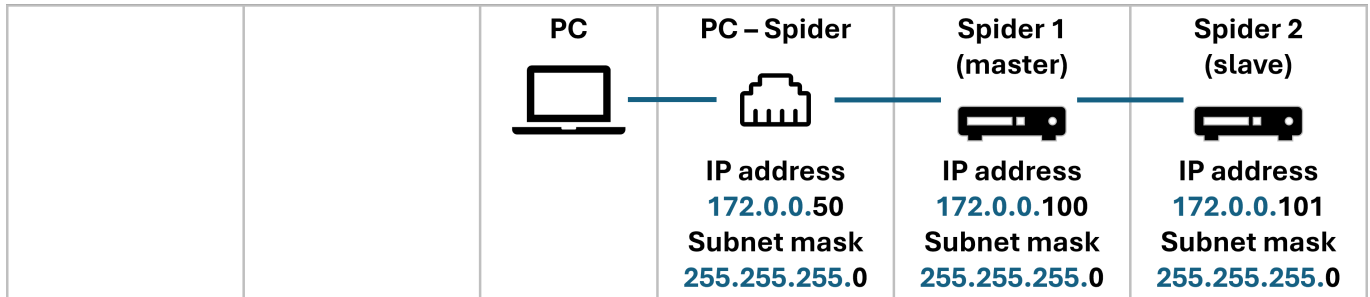 PC
PC – Spider
Spider 1
(master)
Spider 2
(slave)
IP address
172.0.0.50
Subnet mask
255.255.255.0
IP address
172.0.0.100
Subnet mask
255.255.255.0
IP address
172.0.0.101
Subnet mask
255.255.255.0